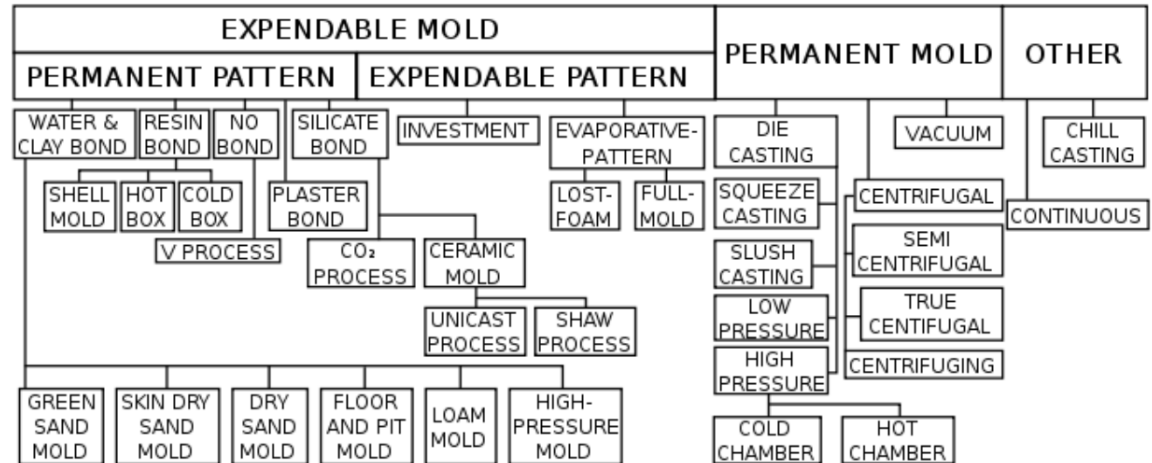 EXPENDABLE MOLD
PERMANENT MOLD
OTHER
PERMANENT PATTERN
EXPENDABLE PATTERN
WATER &
CLAY BOND
RESIN
BOND
NO
BOND
SILICATE
BOND
INVESTMENT
EVAPORATIVE-
PATTERN
DIE
CASTING
VACUUM
CHILL
CASTING
SHELL
MOLD
HOT
BOX
COLD
BOX
PLASTER
BOND
LOST-
FOAM
FULL-
MOLD
SQUEEZE
CASTING
CENTRIFUGAL
CONTINUOUS
V PROCESS
CO₂
PROCESS
CERAMIC
MOLD
SLUSH
CASTING
SEMI
CENTRIFUGAL
UNICAST
PROCESS
SHAW
PROCESS
LOW
PRESSURE
TRUE
CENTIFUGAL
HIGH
PRESSURE
CENTRIFUGING
GREEN
SAND
MOLD
SKIN DRY
SAND
MOLD
DRY
SAND
MOLD
FLOOR
AND PIT
MOLD
LOAM
MOLD
HIGH-
PRESSURE
MOLD
COLD
CHAMBER
HOT
CHAMBER